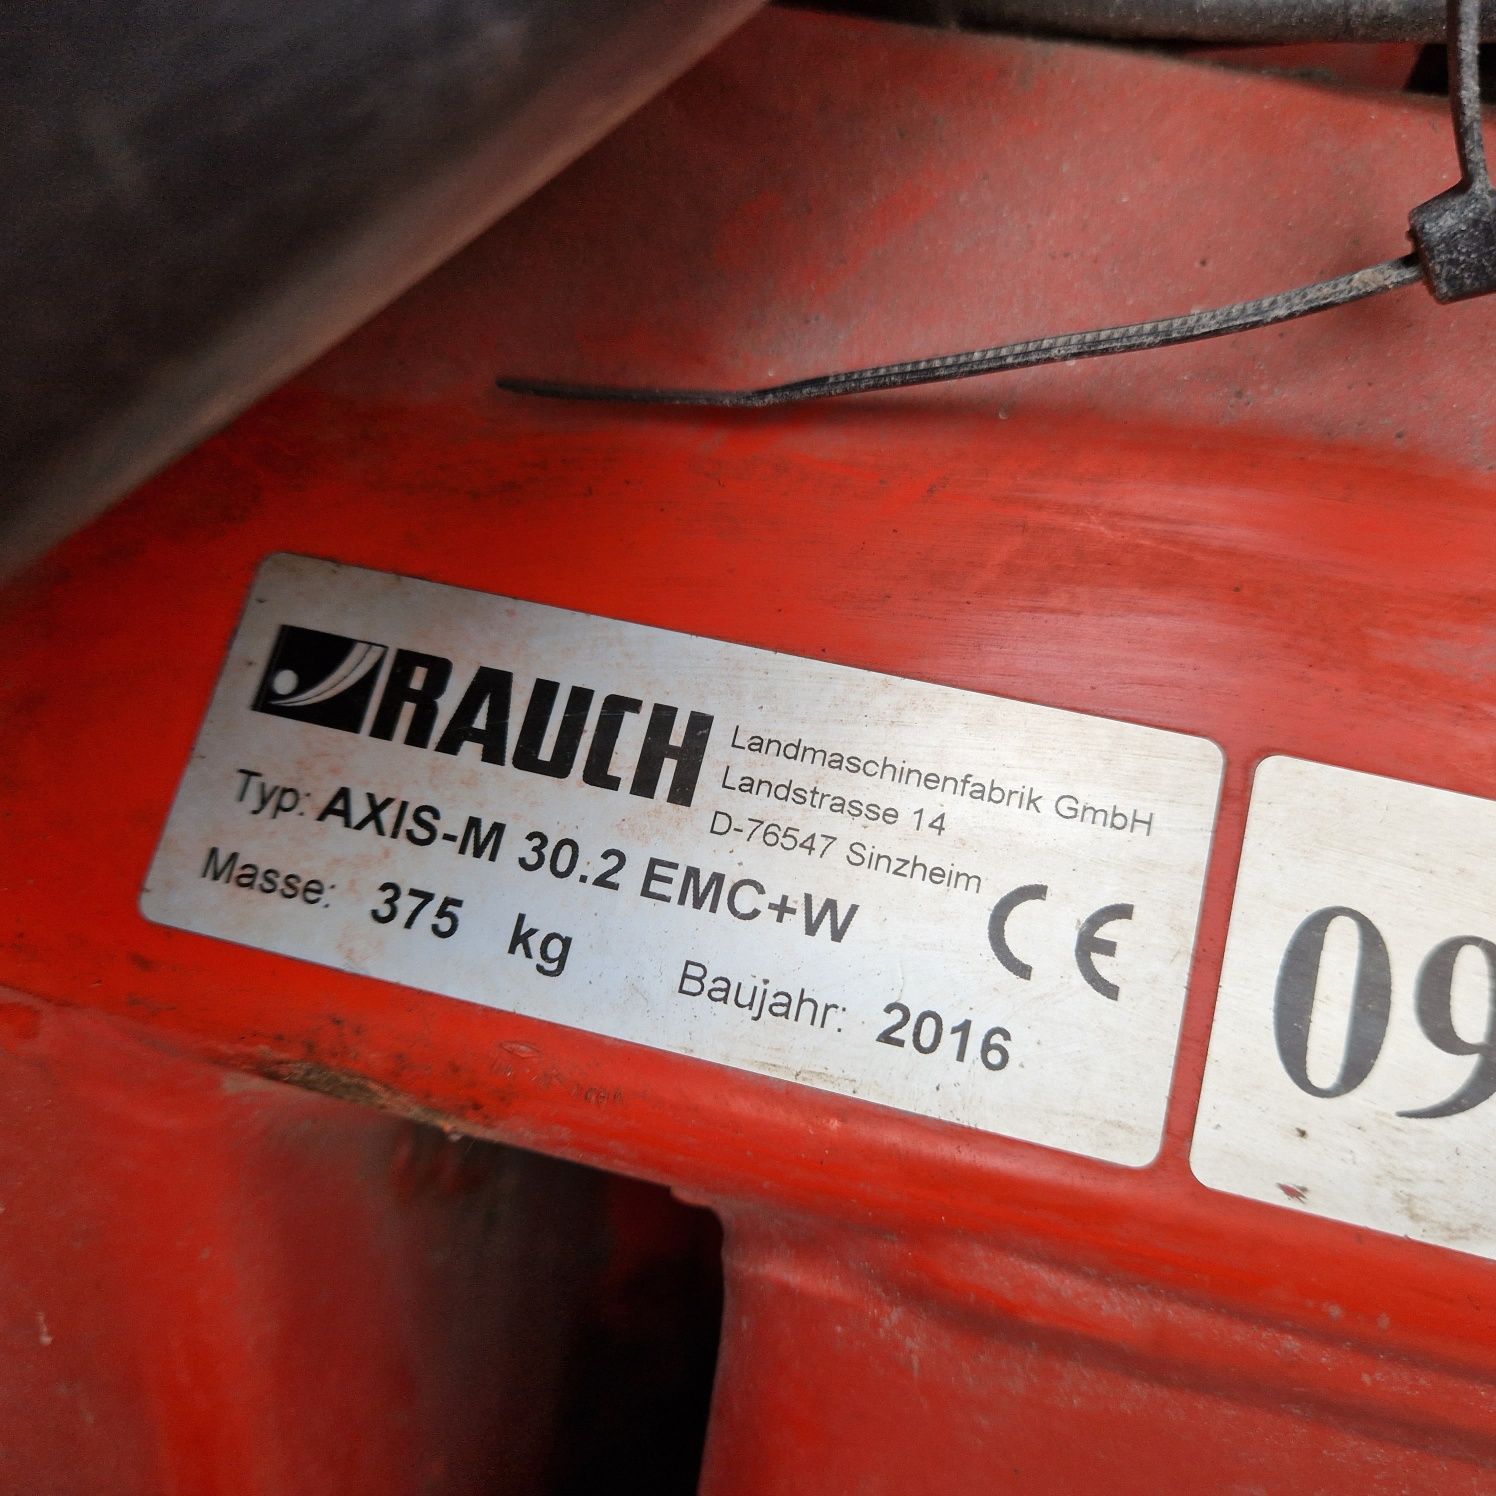 RAUCH
Landmaschinenfabrik GmbH
Landstrasse 14
D-76547 Sinzheim
Typ: AXIS-M 30.2 EMC+W
Masse: 375 kg
CE
Baujahr: 2016
09